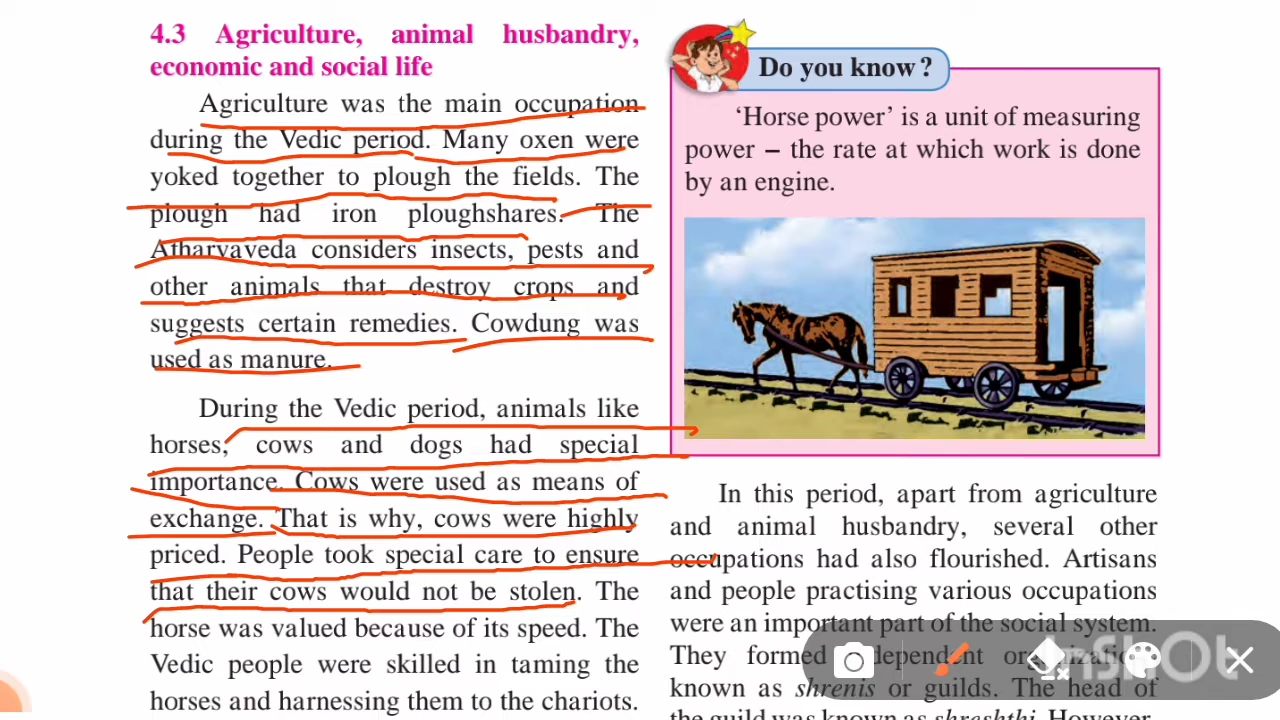 4.3 Agriculture, animal husbandry,
economic and social life
Agriculture was the main occupation
during the Vedic period. Many oxen were
yoked together to plough the fields. The
plough had iron ploughshares. The
Atharvaveda considers insects, pests and
other animals that destroy crops and
suggests certain remedies. Cowdung was
used as manure.
During the Vedic period, animals like
horses, cows and dogs had special
importance. Cows were used as means of
exchange. That is why, cows were highly
priced. People took special care to ensure
that their cows would not be stolen. The
horse was valued because of its speed. The
Vedic people were skilled in taming the
horses and harnessing them to the chariots.
Do you know?
‘Horse power’ is a unit of measuring
power – the rate at which work is done
by an engine.
In this period, apart from agriculture
and animal husbandry, several other
occupations had also flourished. Artisans
and people practising various occupations
were an important part of the social system.
They formed
known as shrenis or guilds. The head of
the guild was known as shreshthi. However,
InShOt